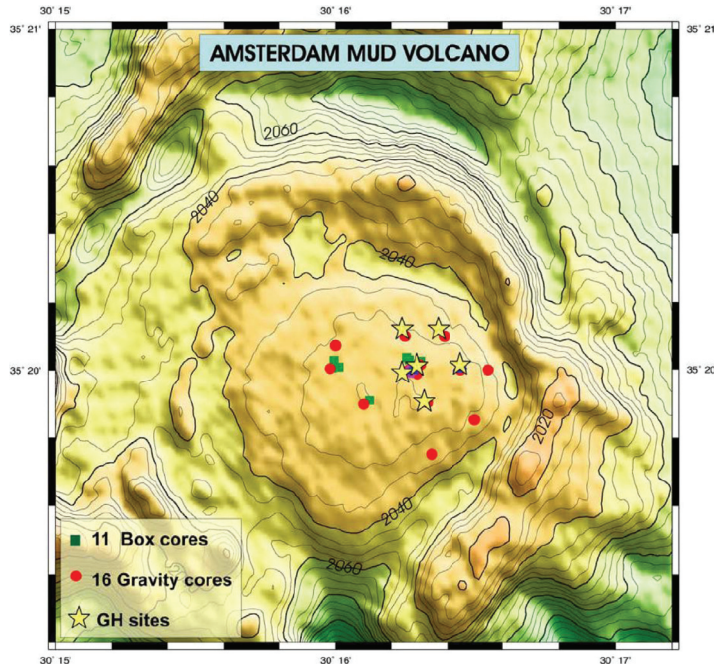 30° 15' 30° 16' 30° 17'
35° 21' 35° 21'
AMSTERDAM MUD VOLCANO
2060
2040
2040
35° 20' 35° 20'
2020
2040
2060
11 Box cores
16 Gravity cores
GH sites
30° 15' 30° 16' 30° 17'